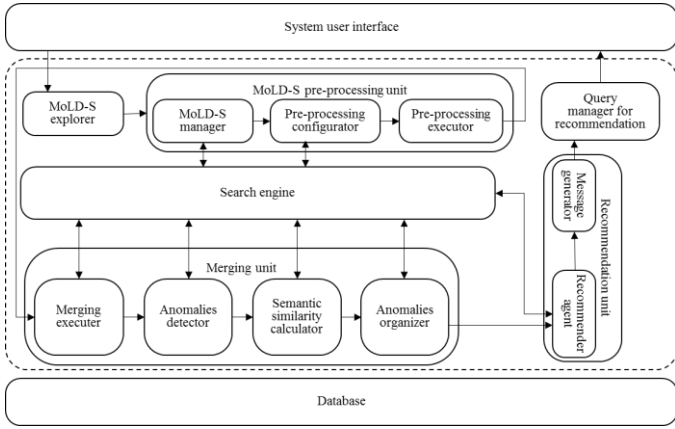 System user interface
MoLD-S pre-processing unit
MoLD-S
explorer
MoLD-S
manager
Pre-processing
configurator
Pre-processing
executor
Query
manager for
recommendation
Search engine
Message
generator
Recommendation unit
Recommender
agent
Merging unit
Merging
executer
Anomalies
detector
Semantic
similarity
calculator
Anomalies
organizer
Database